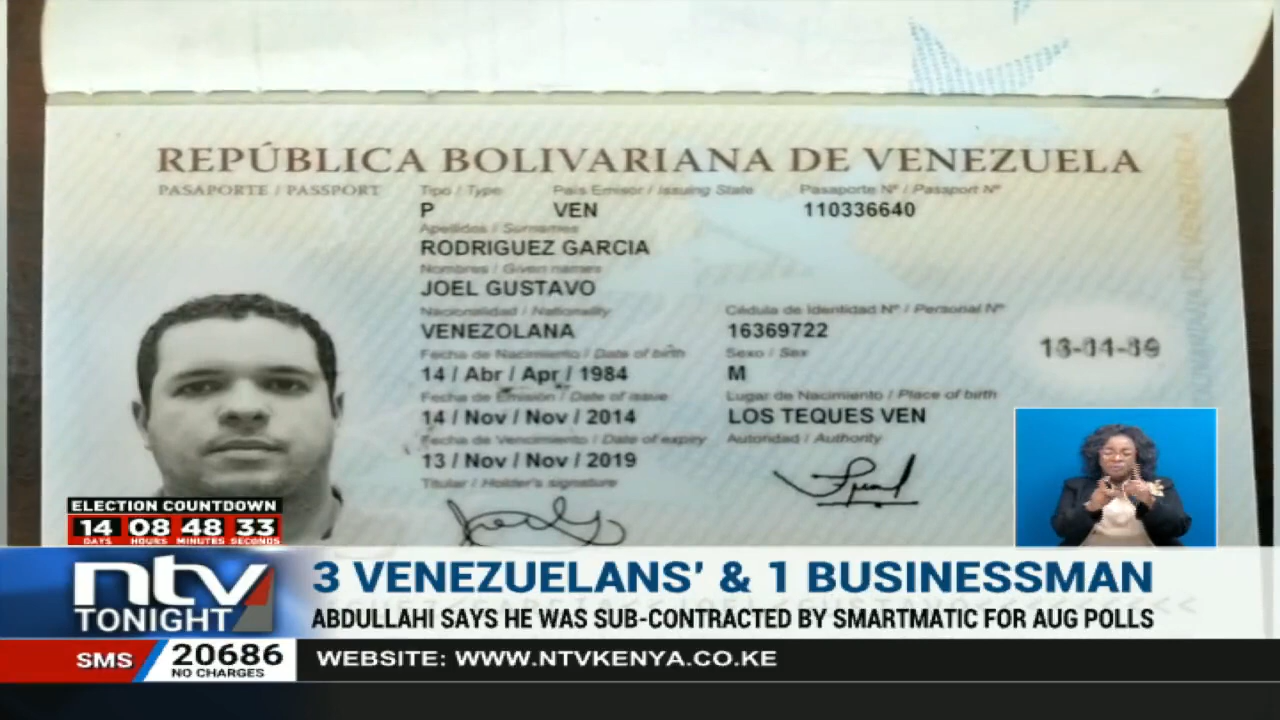 REPÚBLICA BOLIVARIANA DE VENEZUELA
PASAPORTE / PASSPORT
Tipo / Type
País Emisor / Issuing State
Pasaporte Nº / Passport Nº
P
VEN
110336640
Apellidos / Surnames
RODRIGUEZ GARCIA
Nombres / Given names
JOEL GUSTAVO
Nacionalidad / Nationality
Cédula de Identidad Nº / Personal Nº
VENEZOLANA
16369722
Fecha de Nacimiento / Date of birth
Sexo / Sex
14 / Abr / Apr / 1984
M
Fecha de Emisión / Date of issue
Lugar de Nacimiento / Place of birth
14 / Nov / Nov / 2014
LOS TEQUES VEN
Fecha de Vencimiento / Date of expiry
Autoridad / Authority
13 / Nov / Nov / 2019
Titular / Holder's signature
ELECTION COUNTDOWN
14 08 48 33
DAYS HOURS MINUTES SECONDS
ntv
TONIGHT
3 VENEZUELANS' & 1 BUSINESSMAN
ABDULLAHI SAYS HE WAS SUB-CONTRACTED BY SMARTMATIC FOR AUG POLLS
SMS
20686
NO CHARGES
WEBSITE: WWW.NTVKENYA.CO.KE